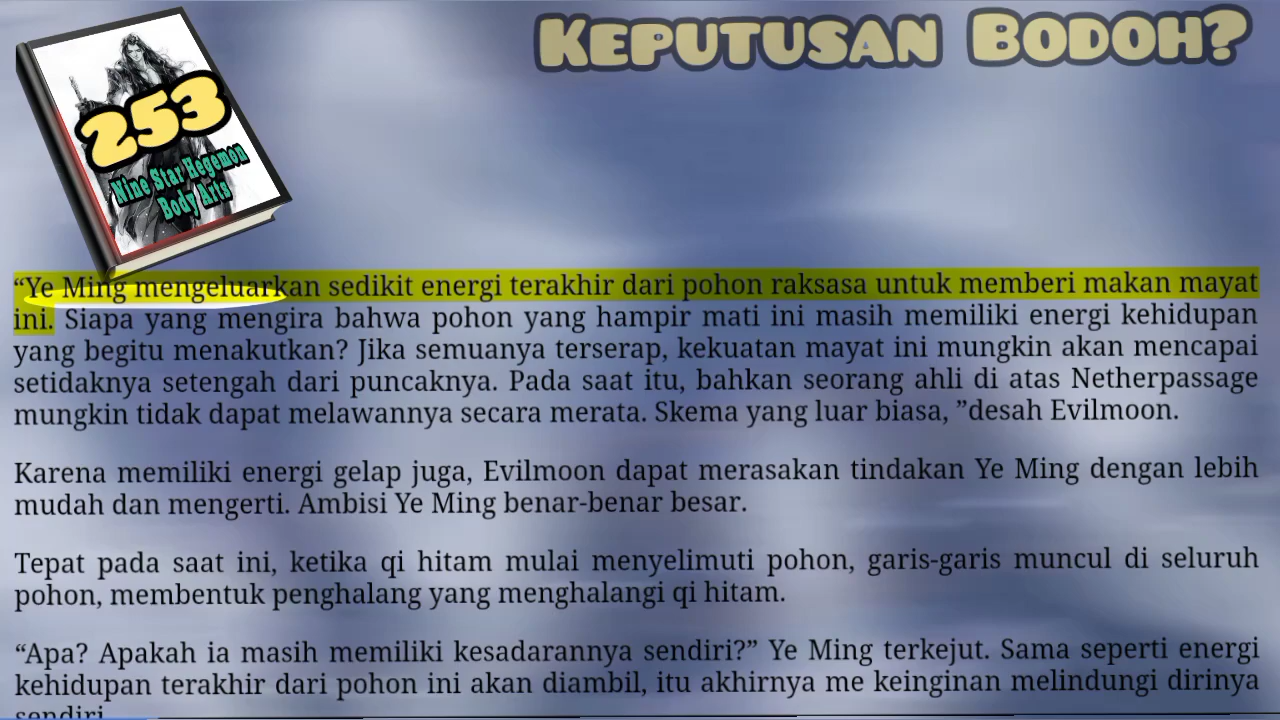 KEPUTUSAN BODOH?
253
Nine Star Hegemon
Body Arts
“Ye Ming mengeluarkan sedikit energi terakhir dari pohon raksasa untuk memberi makan mayat
ini. Siapa yang mengira bahwa pohon yang hampir mati ini masih memiliki energi kehidupan
yang begitu menakutkan? Jika semuanya terserap, kekuatan mayat ini mungkin akan mencapai
setidaknya setengah dari puncaknya. Pada saat itu, bahkan seorang ahli di atas Netherpassage
mungkin tidak dapat melawannya secara merata. Skema yang luar biasa, ”desah Evilmoon.
Karena memiliki energi gelap juga, Evilmoon dapat merasakan tindakan Ye Ming dengan lebih
mudah dan mengerti. Ambisi Ye Ming benar-benar besar.
Tepat pada saat ini, ketika qi hitam mulai menyelimuti pohon, garis-garis muncul di seluruh
pohon, membentuk penghalang yang menghalangi qi hitam.
“Apa? Apakah ia masih memiliki kesadarannya sendiri?” Ye Ming terkejut. Sama seperti energi
kehidupan terakhir dari pohon ini akan diambil, itu akhirnya me keinginan melindungi dirinya
sendiri.